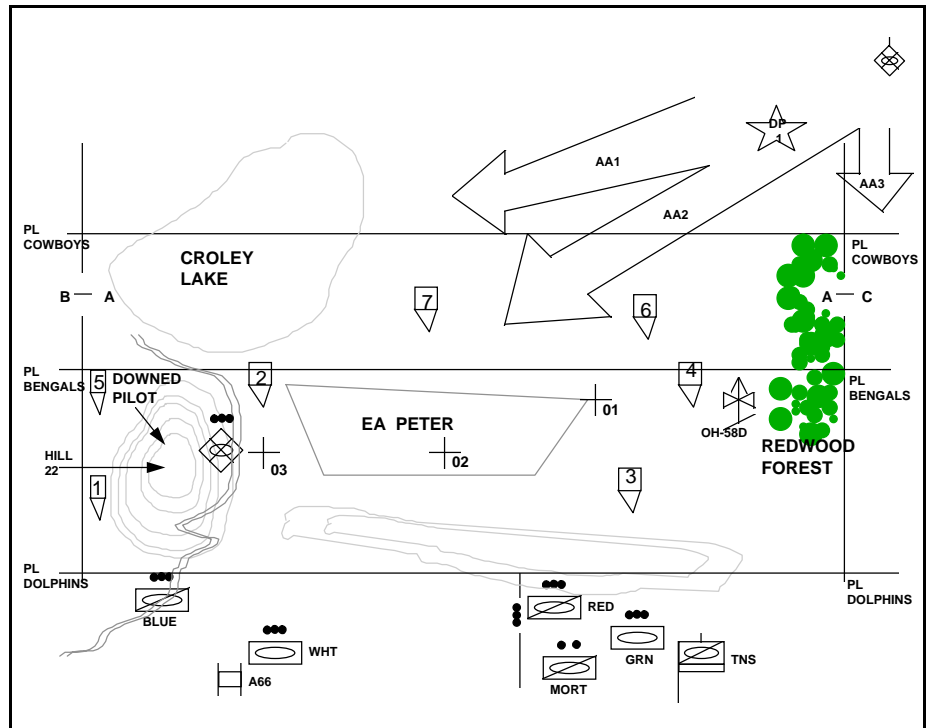 DP
1
AA1
AA3
AA2
PL
COWBOYS
CROLEY
LAKE
PL
COWBOYS
B A
7
6
A C
PL
BENGALS
5
DOWNED
PILOT
2
4
PL
BENGALS
01
EA PETER
OH-58D
HILL
22
03
02
REDWOOD
FOREST
1
3
PL
DOLPHINS
PL
DOLPHINS
BLUE
RED
WHT
GRN
TNS
A66
MORT